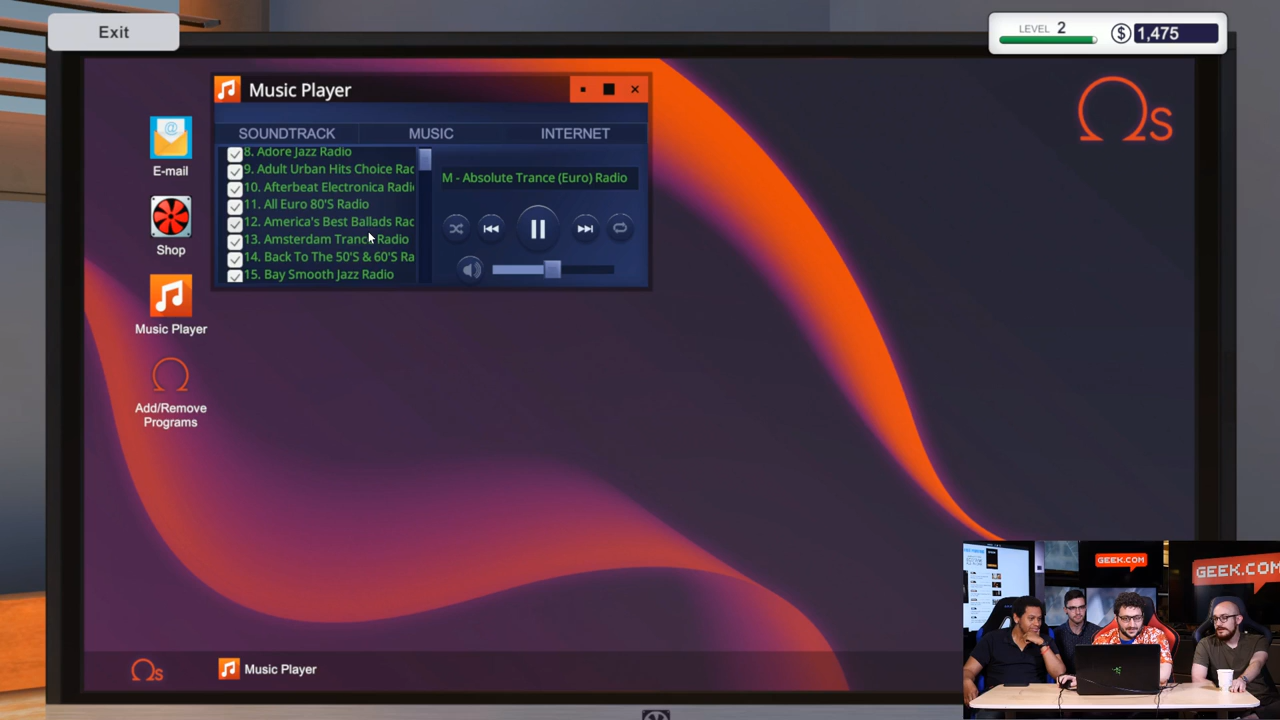 Exit
LEVEL 2
$ 1,475
Music Player
SOUNDTRACK
MUSIC
INTERNET
8. Adore Jazz Radio
9. Adult Urban Hits Choice Rac
10. Afterbeat Electronica Radi
11. All Euro 80'S Radio
12. America's Best Ballads Rac
13. Amsterdam Trance Radio
14. Back To The 50'S & 60'S Ra
15. Bay Smooth Jazz Radio
M - Absolute Trance (Euro) Radio
E-mail
Shop
Music Player
Add/Remove
Programs
Ωs
Ωs
Music Player
GEEK.COM
GEEK.COM